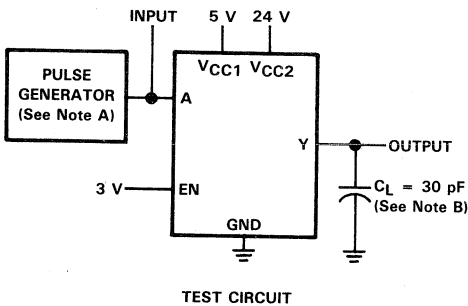 INPUT 5 V 24 V
PULSE
GENERATOR
(See Note A)
VCC1 VCC2
A
Y
OUTPUT
3 V
EN
CL = 30 pF
(See Note B)
GND
TEST CIRCUIT